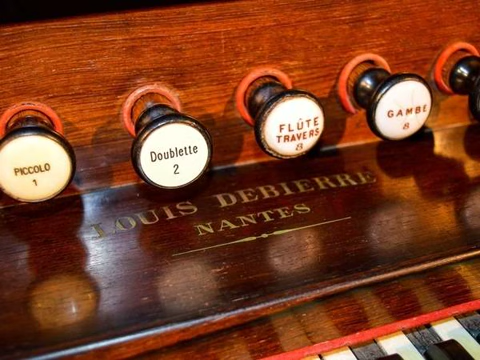 PICCOLO
1
Doublette
2
FLÛTE
TRAVERS
8
GAMBE
8
LOUIS DEBIERRE
NANTES